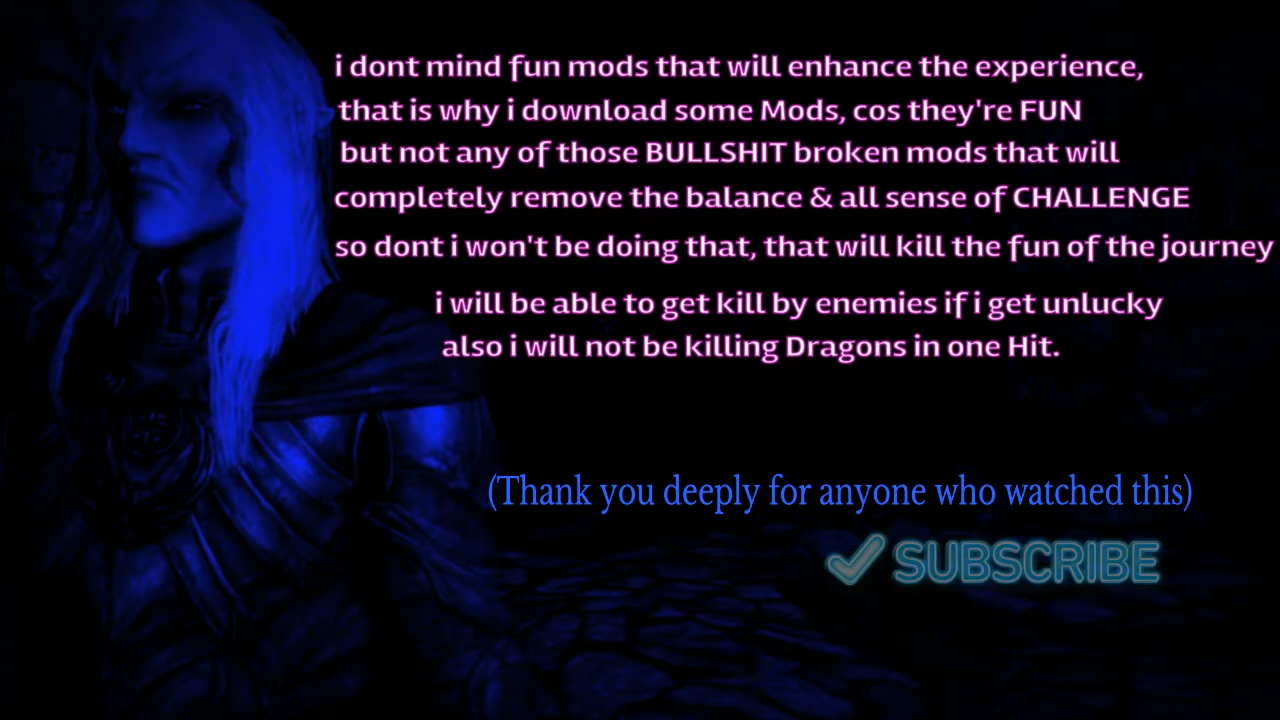 i dont mind fun mods that will enhance the experience,
that is why i download some Mods, cos they're FUN
but not any of those BULLSHIT broken mods that will
completely remove the balance & all sense of CHALLENGE
so dont i won't be doing that, that will kill the fun of the journey
i will be able to get kill by enemies if i get unlucky
also i will not be killing Dragons in one Hit.
(Thank you deeply for anyone who watched this)
SUBSCRIBE